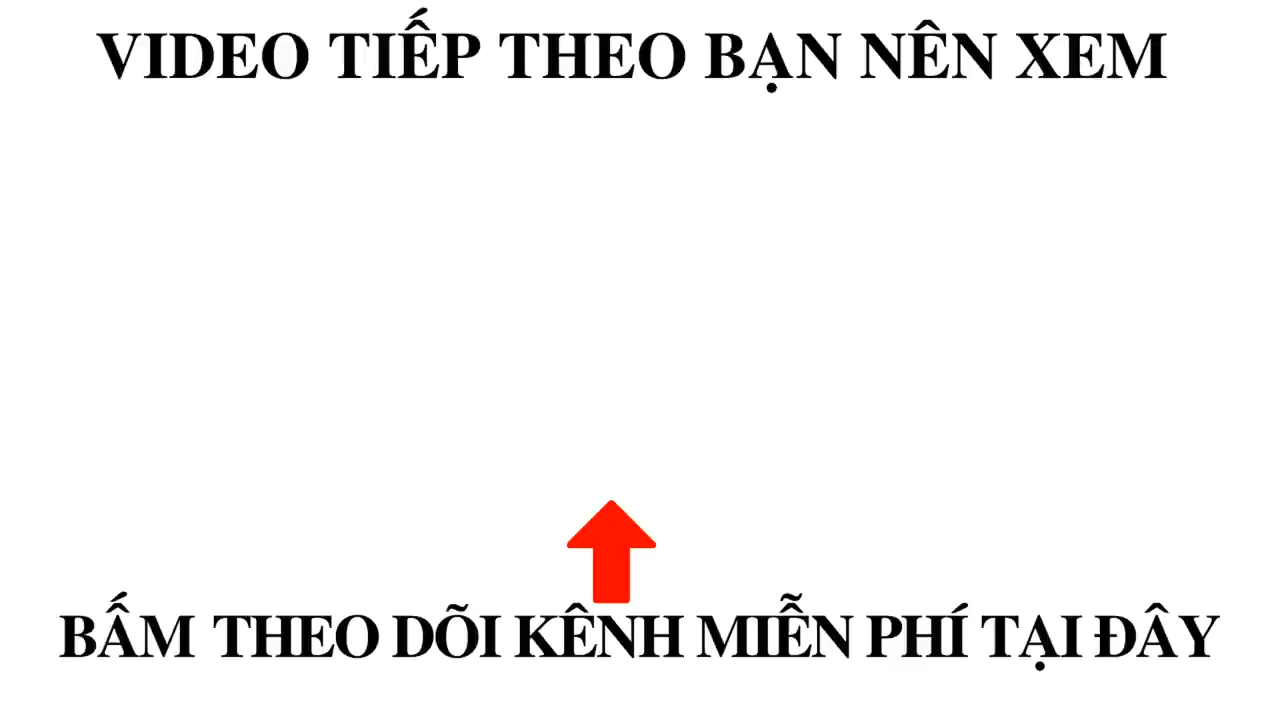 VIDEO TIẾP THEO BẠN NÊN XEM
BẤM THEO DÕI KÊNH MIỄN PHÍ TẠI ĐÂY